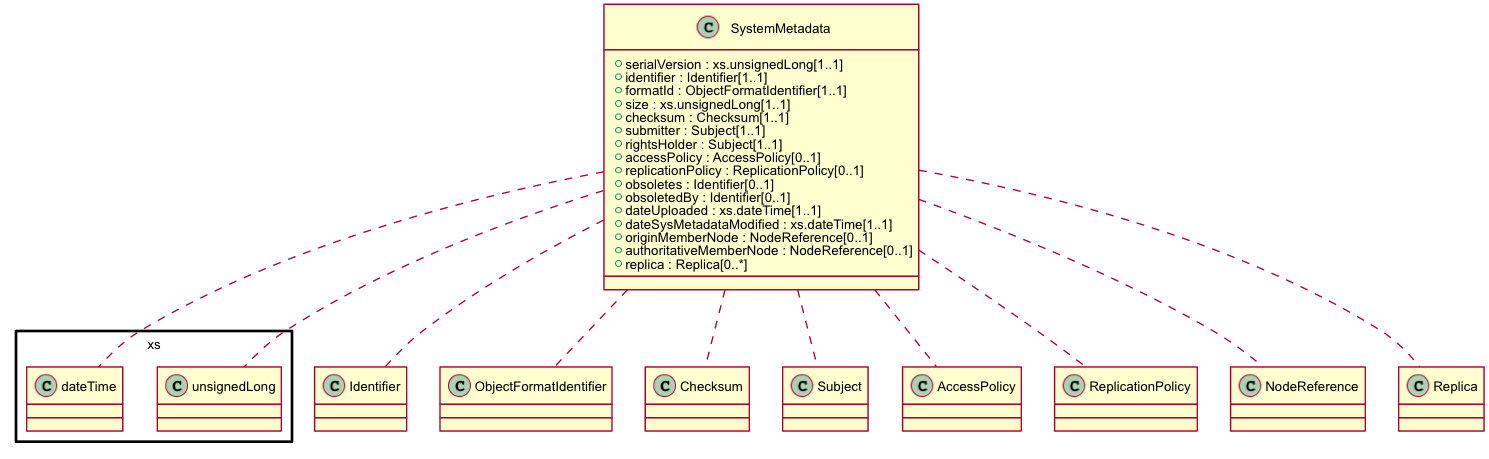 C SystemMetadata
serialVersion : xs.unsignedLong[1..1]
identifier : Identifier[1..1]
formatId : ObjectFormatIdentifier[1..1]
size : xs.unsignedLong[1..1]
checksum : Checksum[1..1]
submitter : Subject[1..1]
rightsHolder : Subject[1..1]
accessPolicy : AccessPolicy[0..1]
replicationPolicy : ReplicationPolicy[0..1]
obsoletes : Identifier[0..1]
obsoletedBy : Identifier[0..1]
dateUploaded : xs.dateTime[1..1]
dateSysMetadataModified : xs.dateTime[1..1]
originMemberNode : NodeReference[0..1]
authoritativeMemberNode : NodeReference[0..1]
replica : Replica[0..*]
xs
C dateTime
C unsignedLong
C Identifier
C ObjectFormatIdentifier
C Checksum
C Subject
C AccessPolicy
C ReplicationPolicy
C NodeReference
C Replica